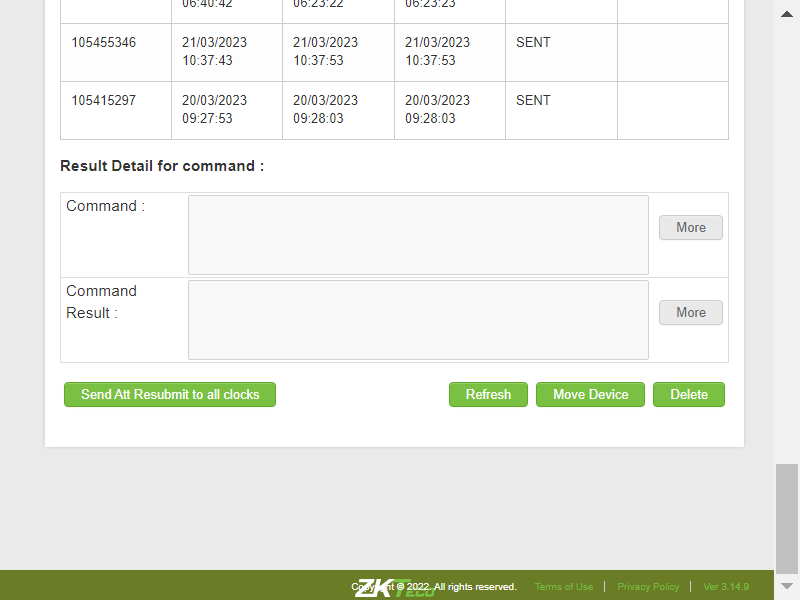 06:40:42 06:23:22 06:23:23
105455346 21/03/2023 21/03/2023 21/03/2023 SENT
10:37:43 10:37:53 10:37:53
105415297 20/03/2023 20/03/2023 20/03/2023 SENT
09:27:53 09:28:03 09:28:03
Result Detail for command :
Command :
More
Command
Result :
More
Send Att Resubmit to all clocks Refresh Move Device Delete
ZKTeco
Copyright © 2022. All rights reserved. Terms of Use | Privacy Policy | Ver 3.14.9